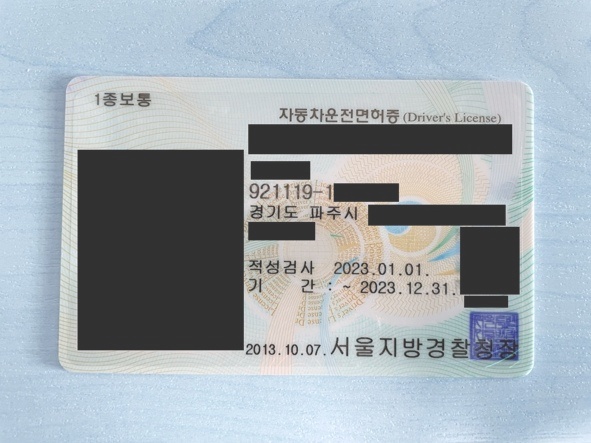 1종보통
자동차운전면허증 (Driver's License)
921119-1
경기도 파주시
적성검사 2023.01.01.
기 간 : ~ 2023.12.31.
2013.10.07. 서울지방경찰청장